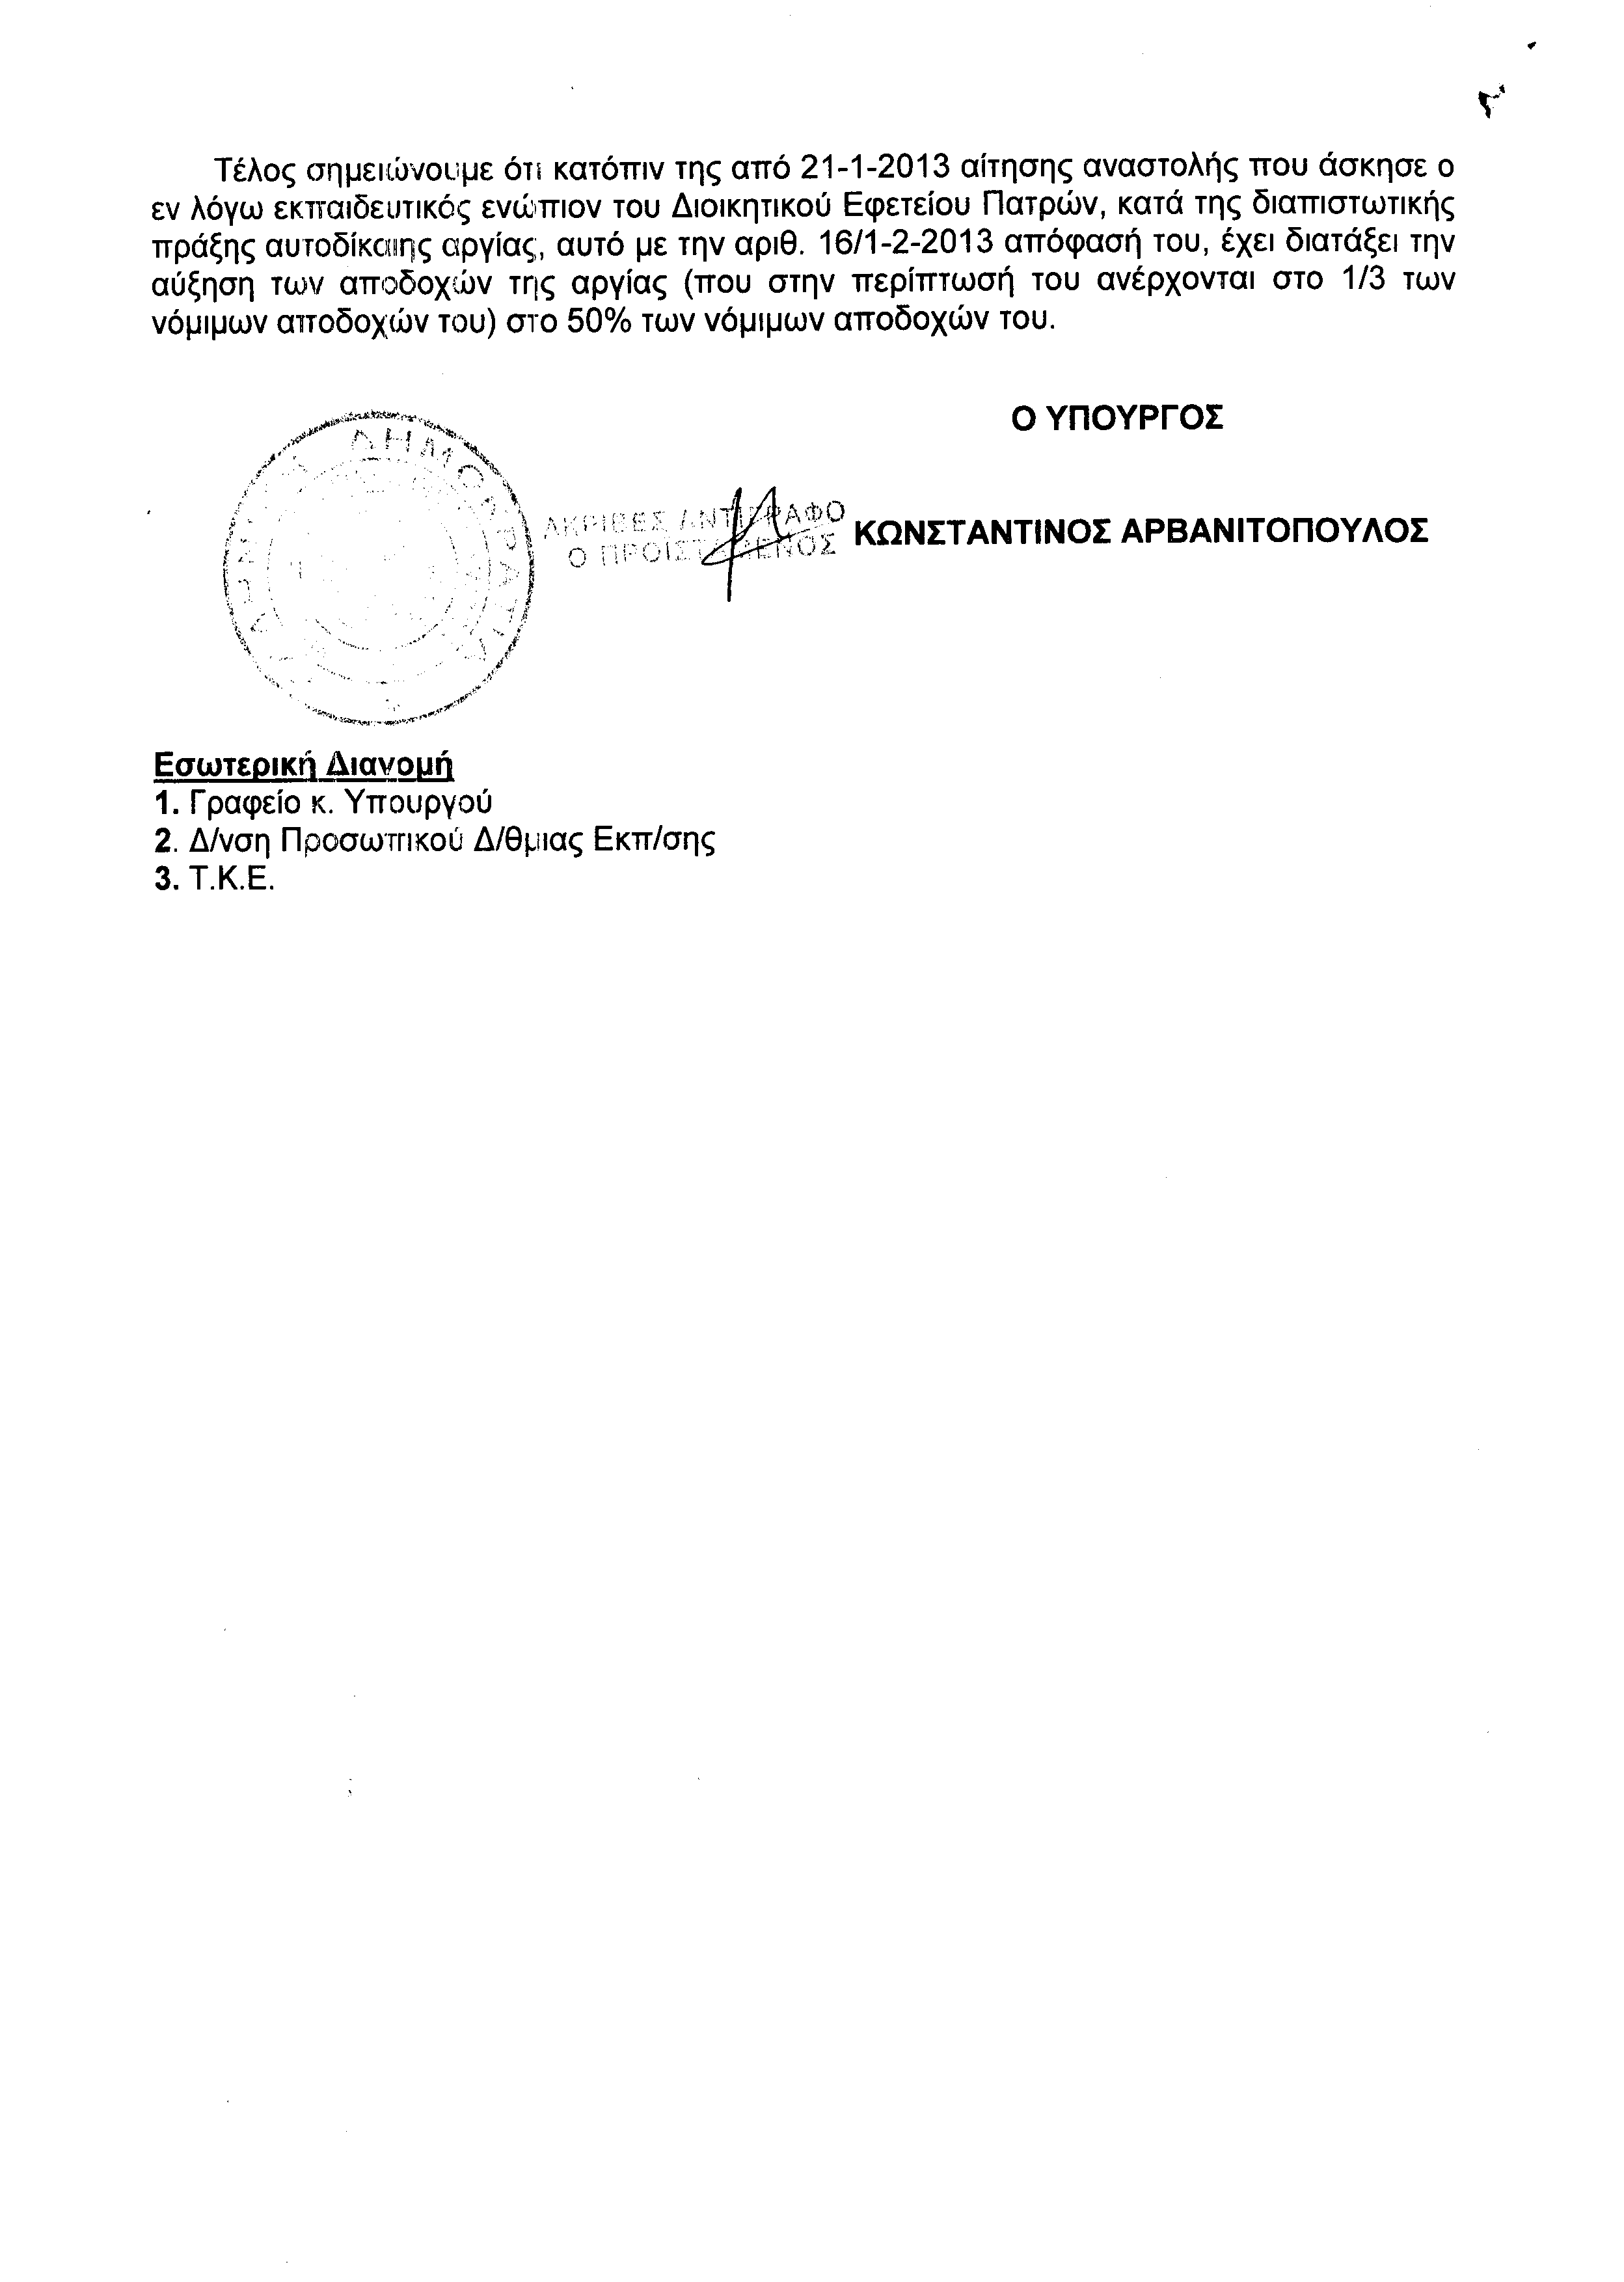 Τέλος σημειώνουμε ότι κατόπιν της από 21-1-2013 αίτησης αναστολής που άσκησε ο
εν λόγω εκπαιδευτικός ενώπιον του Διοικητικού Εφετείου Πατρών, κατά της διαπιστωτικής
πράξης αυτοδίκαιης αργίας, αυτό με την αριθ. 16/1-2-2013 απόφασή του, έχει διατάξει την
αύξηση των αποδοχών της αργίας (που στην περίπτωσή του ανέρχονται στο 1/3 των
νόμιμων αποδοχών του) στο 50% των νόμιμων αποδοχών του.
Ο ΥΠΟΥΡΓΟΣ
ΔΗΜΟΚΡΑΤΙΑ
ΑΚΡΙΒΕΣ ΑΝΤΙΓΡΑΦΟ
Ο ΠΡΟΙΣΤΑΜΕΝΟΣ
ΚΩΝΣΤΑΝΤΙΝΟΣ ΑΡΒΑΝΙΤΟΠΟΥΛΟΣ
Εσωτερική Διανομή
1. Γραφείο κ. Υπουργού
2. Δ/νση Προσωπικού Δ/θμιας Εκπ/σης
3. Τ.Κ.Ε.